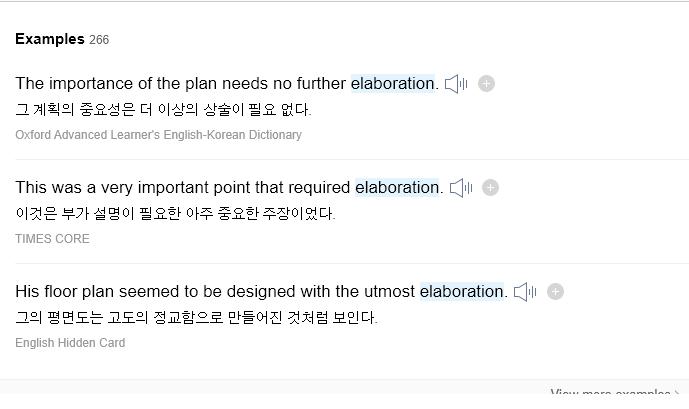 Examples 266
The importance of the plan needs no further elaboration.
그 계획의 중요성은 더 이상의 상술이 필요 없다.
Oxford Advanced Learner's English-Korean Dictionary
This was a very important point that required elaboration.
이것은 부가 설명이 필요한 아주 중요한 주장이었다.
TIMES CORE
His floor plan seemed to be designed with the utmost elaboration.
그의 평면도는 고도의 정교함으로 만들어진 것처럼 보인다.
English Hidden Card
View more examples